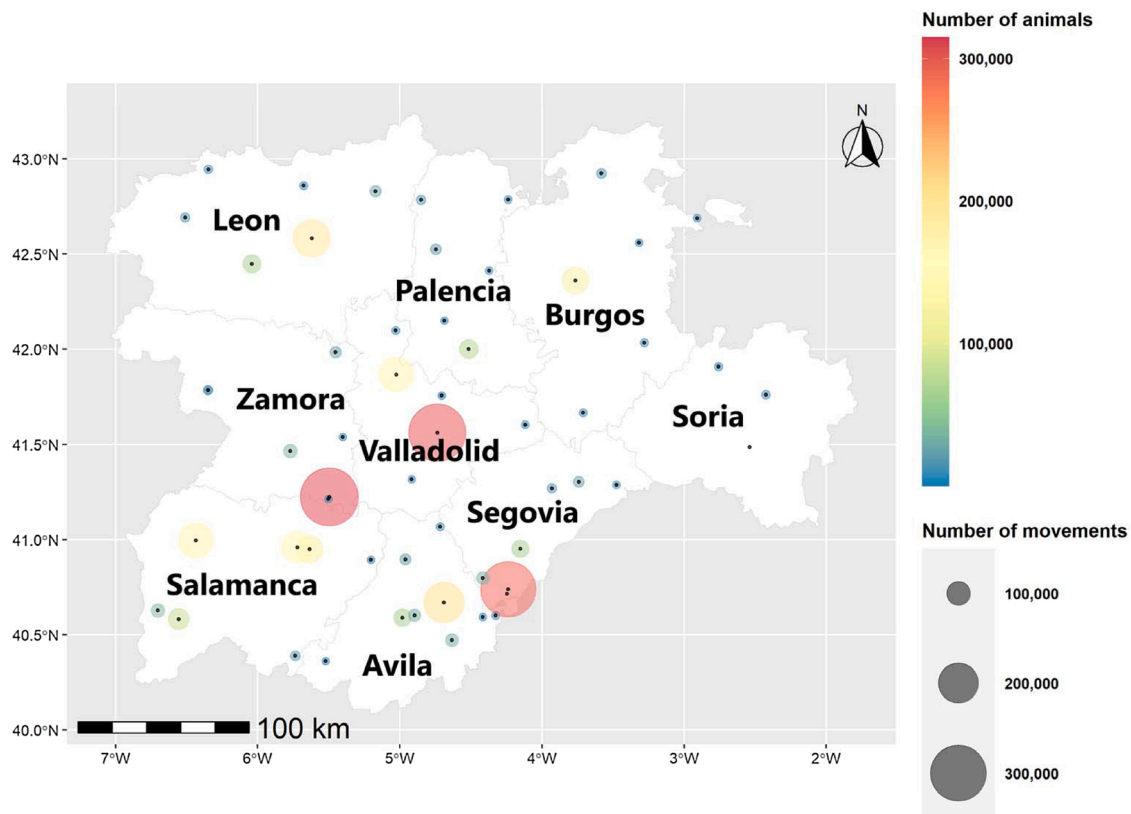 Number of animals
300,000
200,000
100,000
N
43.0°N
42.5°N
42.0°N
41.5°N
41.0°N
40.5°N
40.0°N
Leon
Palencia
Burgos
Zamora
Valladolid
Soria
Segovia
Salamanca
Avila
100 km
7°W
6°W
5°W
4°W
3°W
2°W
Number of movements
100,000
200,000
300,000